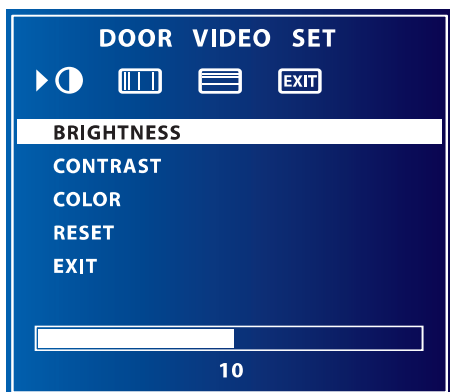 DOOR VIDEO SET
EXIT
BRIGHTNESS
CONTRAST
COLOR
RESET
EXIT
10